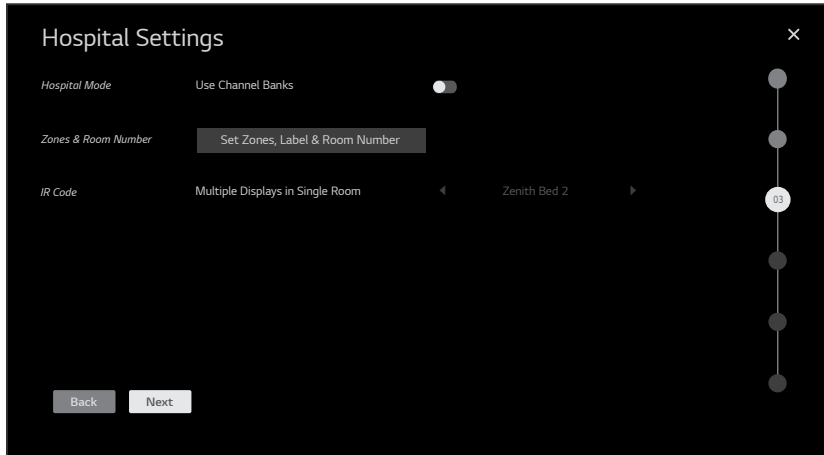 Hospital Settings
×
Hospital Mode Use Channel Banks
Zones & Room Number Set Zones, Label & Room Number
IR Code Multiple Displays in Single Room Zenith Bed 2
03
Back Next